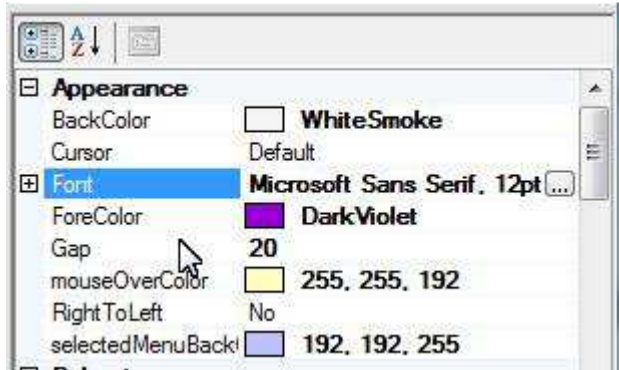 A
Z
Appearance
BackColor WhiteSmoke
Cursor Default
Font Microsoft Sans Serif, 12pt ...
ForeColor DarkViolet
Gap 20
mouseOverColor 255, 255, 192
RightToLeft No
selectedMenuBack 192, 192, 255